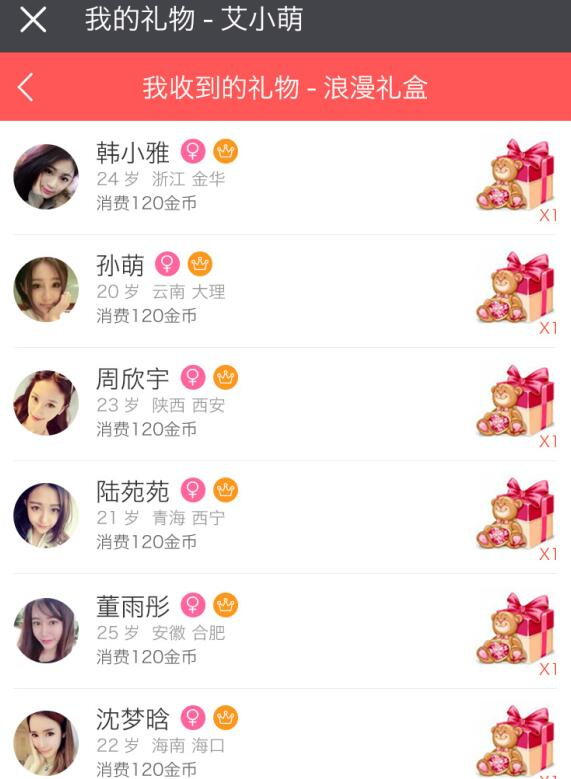 我的礼物 - 艾小萌
我收到的礼物 - 浪漫礼盒
韩小雅
24 岁 浙江 金华
消费120金币
X1
孙萌
20 岁 云南 大理
消费120金币
X1
周欣宇
23 岁 陕西 西安
消费120金币
X1
陆苑苑
21 岁 青海 西宁
消费120金币
X1
董雨彤
25 岁 安徽 合肥
消费120金币
X1
沈梦晗
22 岁 海南 海口
消费120金币
X1